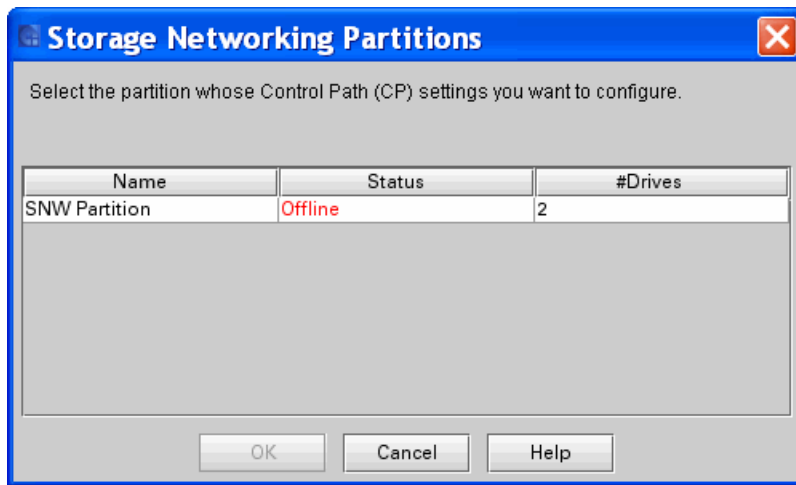 Storage Networking Partitions
Select the partition whose Control Path (CP) settings you want to configure.
Name Status #Drives
SNW Partition Offline 2
OK Cancel Help